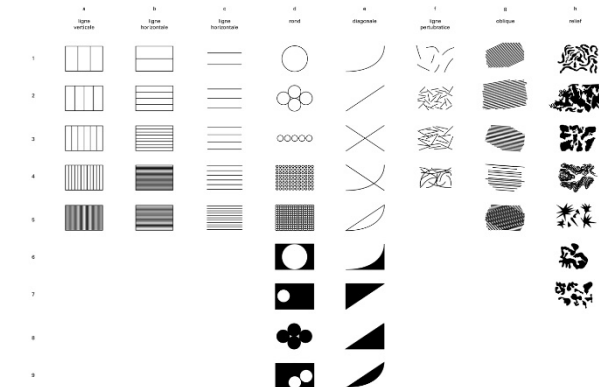 a b c d e f g h
ligne verticale
ligne horizontale
ligne horizontale
rond
diagonale
ligne pertubratice
oblique
relief
1
2
3
4
5
6
7
8
9